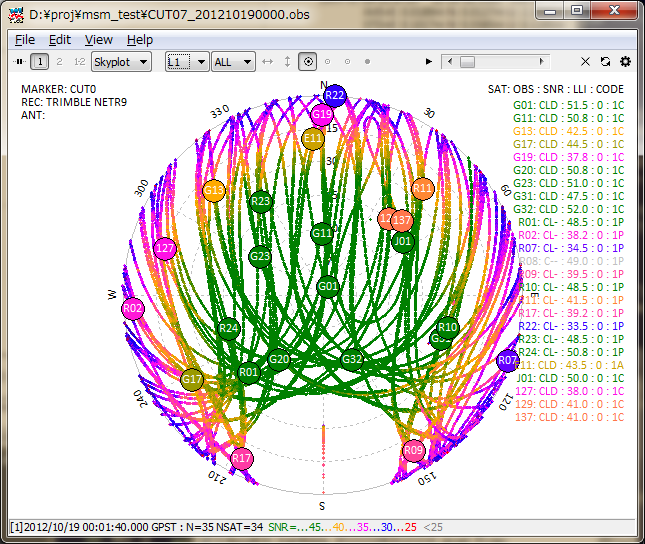 D:¥proj¥msm_test¥CUT07_201210190000.obs
File Edit View Help
1 2 1-2 Skyplot L1 ALL
MARKER: CUT0
REC: TRIMBLE NETR9
ANT:
SAT: OBS : SNR : LLI : CODE
G01: CLD : 51.5 : 0 : 1C
G11: CLD : 50.8 : 0 : 1C
G13: CLD : 42.5 : 0 : 1C
G17: CLD : 44.5 : 0 : 1C
G19: CLD : 37.8 : 0 : 1C
G20: CLD : 50.8 : 0 : 1C
G23: CLD : 51.0 : 0 : 1C
G31: CLD : 47.5 : 0 : 1C
G32: CLD : 52.0 : 0 : 1C
R01: CL- : 48.5 : 0 : 1P
R02: CL- : 38.2 : 0 : 1P
R07: CL- : 34.5 : 0 : 1P
R08: C-- : 49.0 : 0 : 1P
R09: CL- : 39.5 : 0 : 1P
R10: CL- : 48.5 : 0 : 1P
R11: CL- : 41.5 : 0 : 1P
R17: CL- : 39.2 : 0 : 1P
R22: CL- : 33.5 : 0 : 1P
R23: CL- : 48.5 : 0 : 1P
R24: CL- : 50.8 : 0 : 1P
E11: CLD : 43.5 : 0 : 1A
J01: CLD : 50.0 : 0 : 1C
127: CLD : 38.0 : 0 : 1C
129: CLD : 41.0 : 0 : 1C
137: CLD : 41.0 : 0 : 1C
N
R22
330
G19
30
15
E11
30
300
G13
R23
R11
60
137
G11
J01
127
G23
G01
W
E
R02
R24
R10
R07
G20
G32
R01
G17
240
120
R17
R09
210
150
S
[1]2012/10/19 00:01:40.000 GPST : N=35 NSAT=34 SNR=...45...40...35...30...25 <25